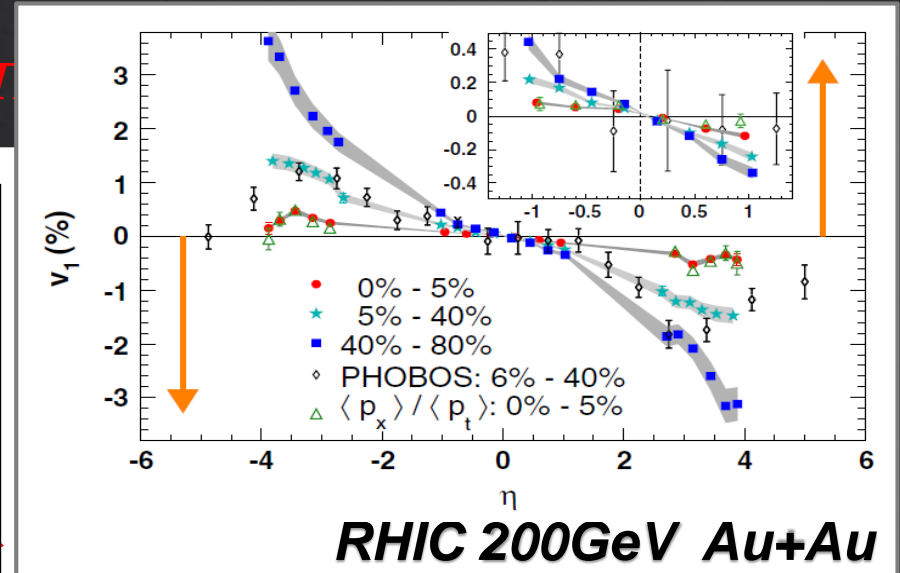 3
2
1
0
-1
-2
-3
v1 (%)
0.4
0.2
0
-0.2
-0.4
-1 -0.5 0 0.5 1
0% - 5%
5% - 40%
40% - 80%
PHOBOS: 6% - 40%
⟨ px ⟩ / ⟨ pt ⟩: 0% - 5%
-6 -4 -2 0 2 4 6
η
RHIC 200GeV Au+Au